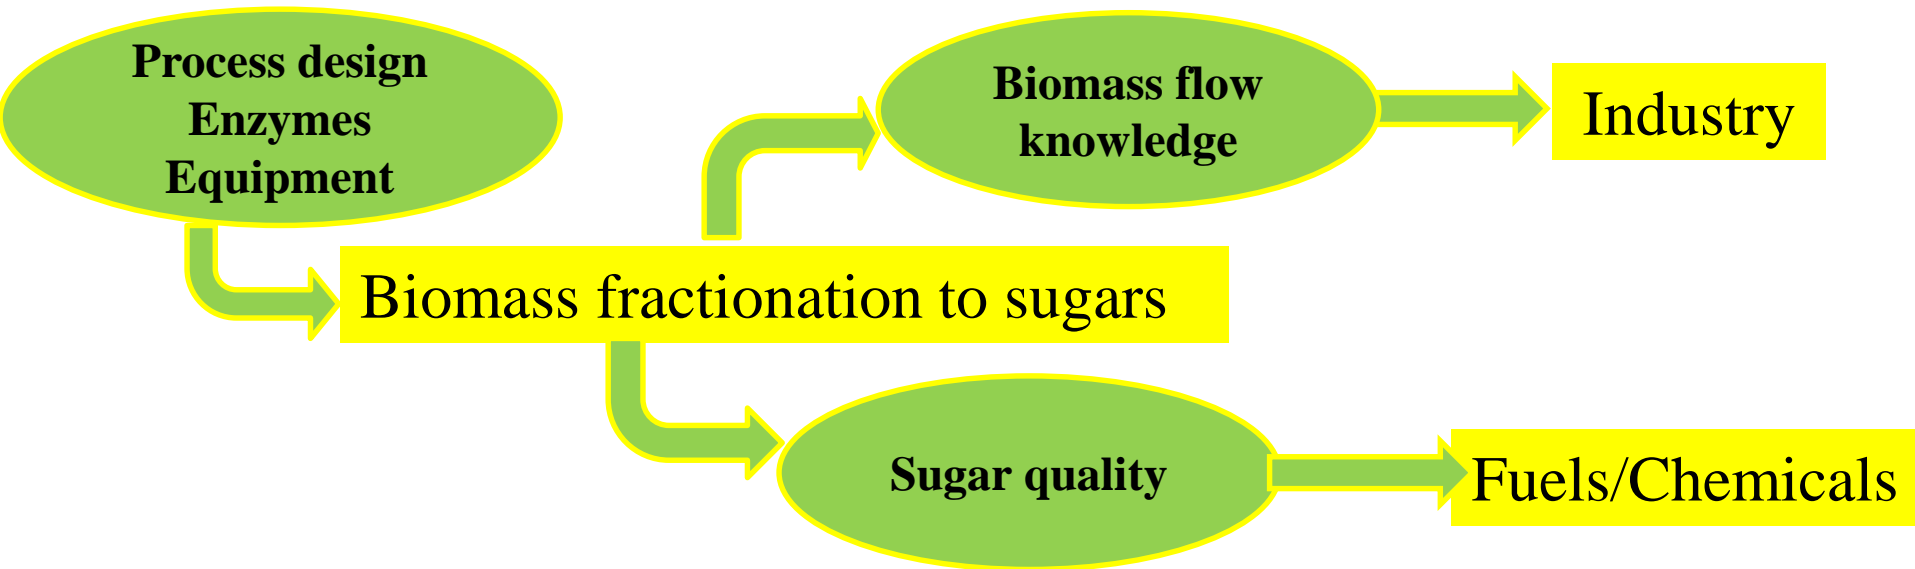 Process design
Enzymes
Equipment
Biomass flow
knowledge
Industry
Biomass fractionation to sugars
Sugar quality
Fuels/Chemicals